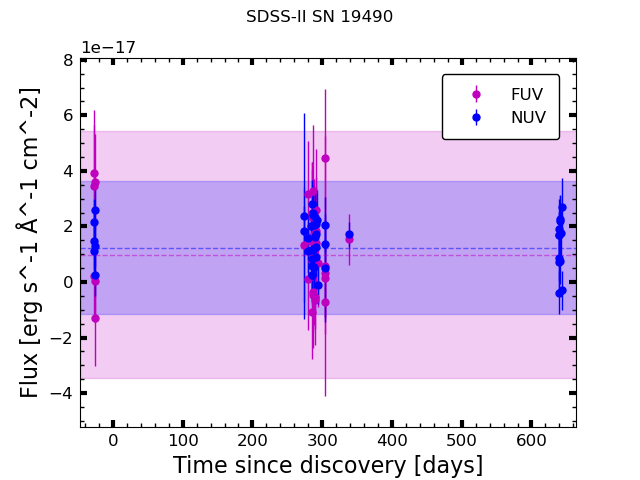 SDSS-II SN 19490
1e−17
FUV
NUV
8
6
4
2
0
−2
−4
Flux [erg s^-1 Å^-1 cm^-2]
0 100 200 300 400 500 600
Time since discovery [days]